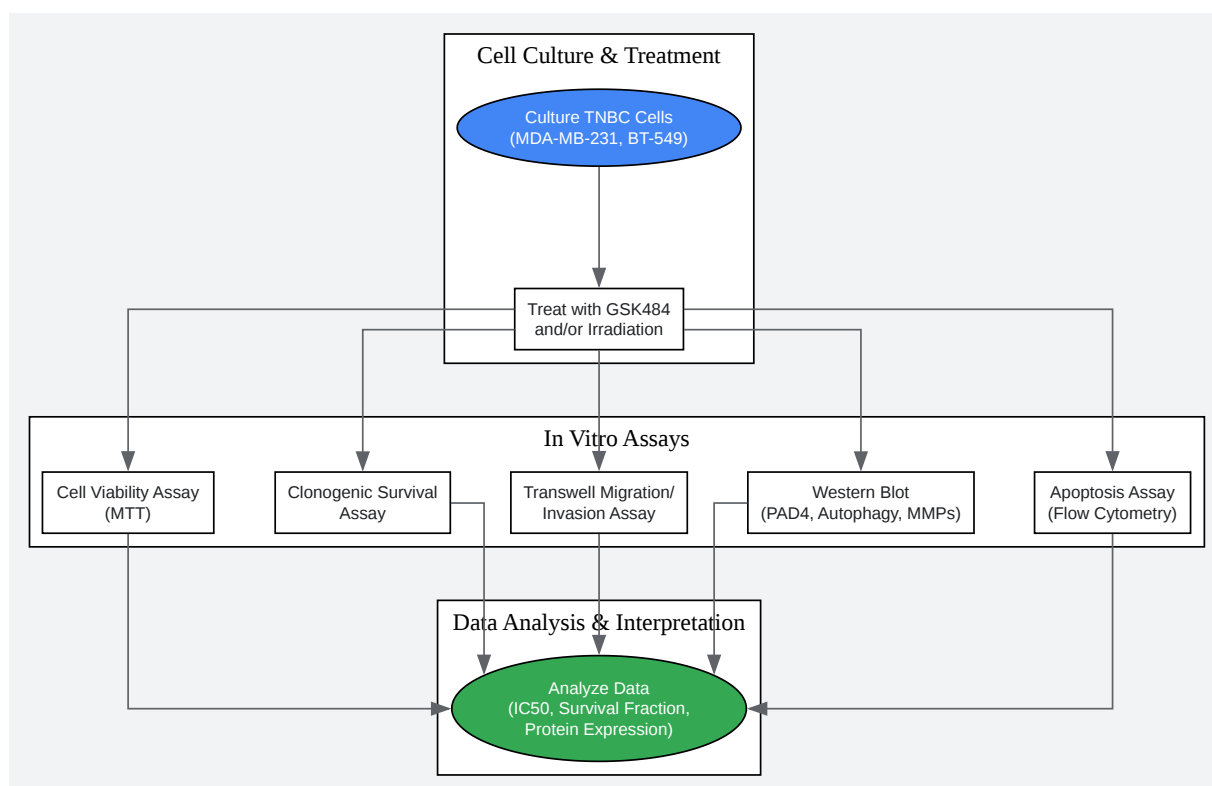 Cell Culture & Treatment
Culture TNBC Cells
(MDA-MB-231, BT-549)
Treat with GSK484
and/or Irradiation
In Vitro Assays
Cell Viability Assay
(MTT)
Clonogenic Survival
Assay
Transwell Migration/
Invasion Assay
Western Blot
(PAD4, Autophagy, MMPs)
Apoptosis Assay
(Flow Cytometry)
Data Analysis & Interpretation
Analyze Data
(IC50, Survival Fraction,
Protein Expression)